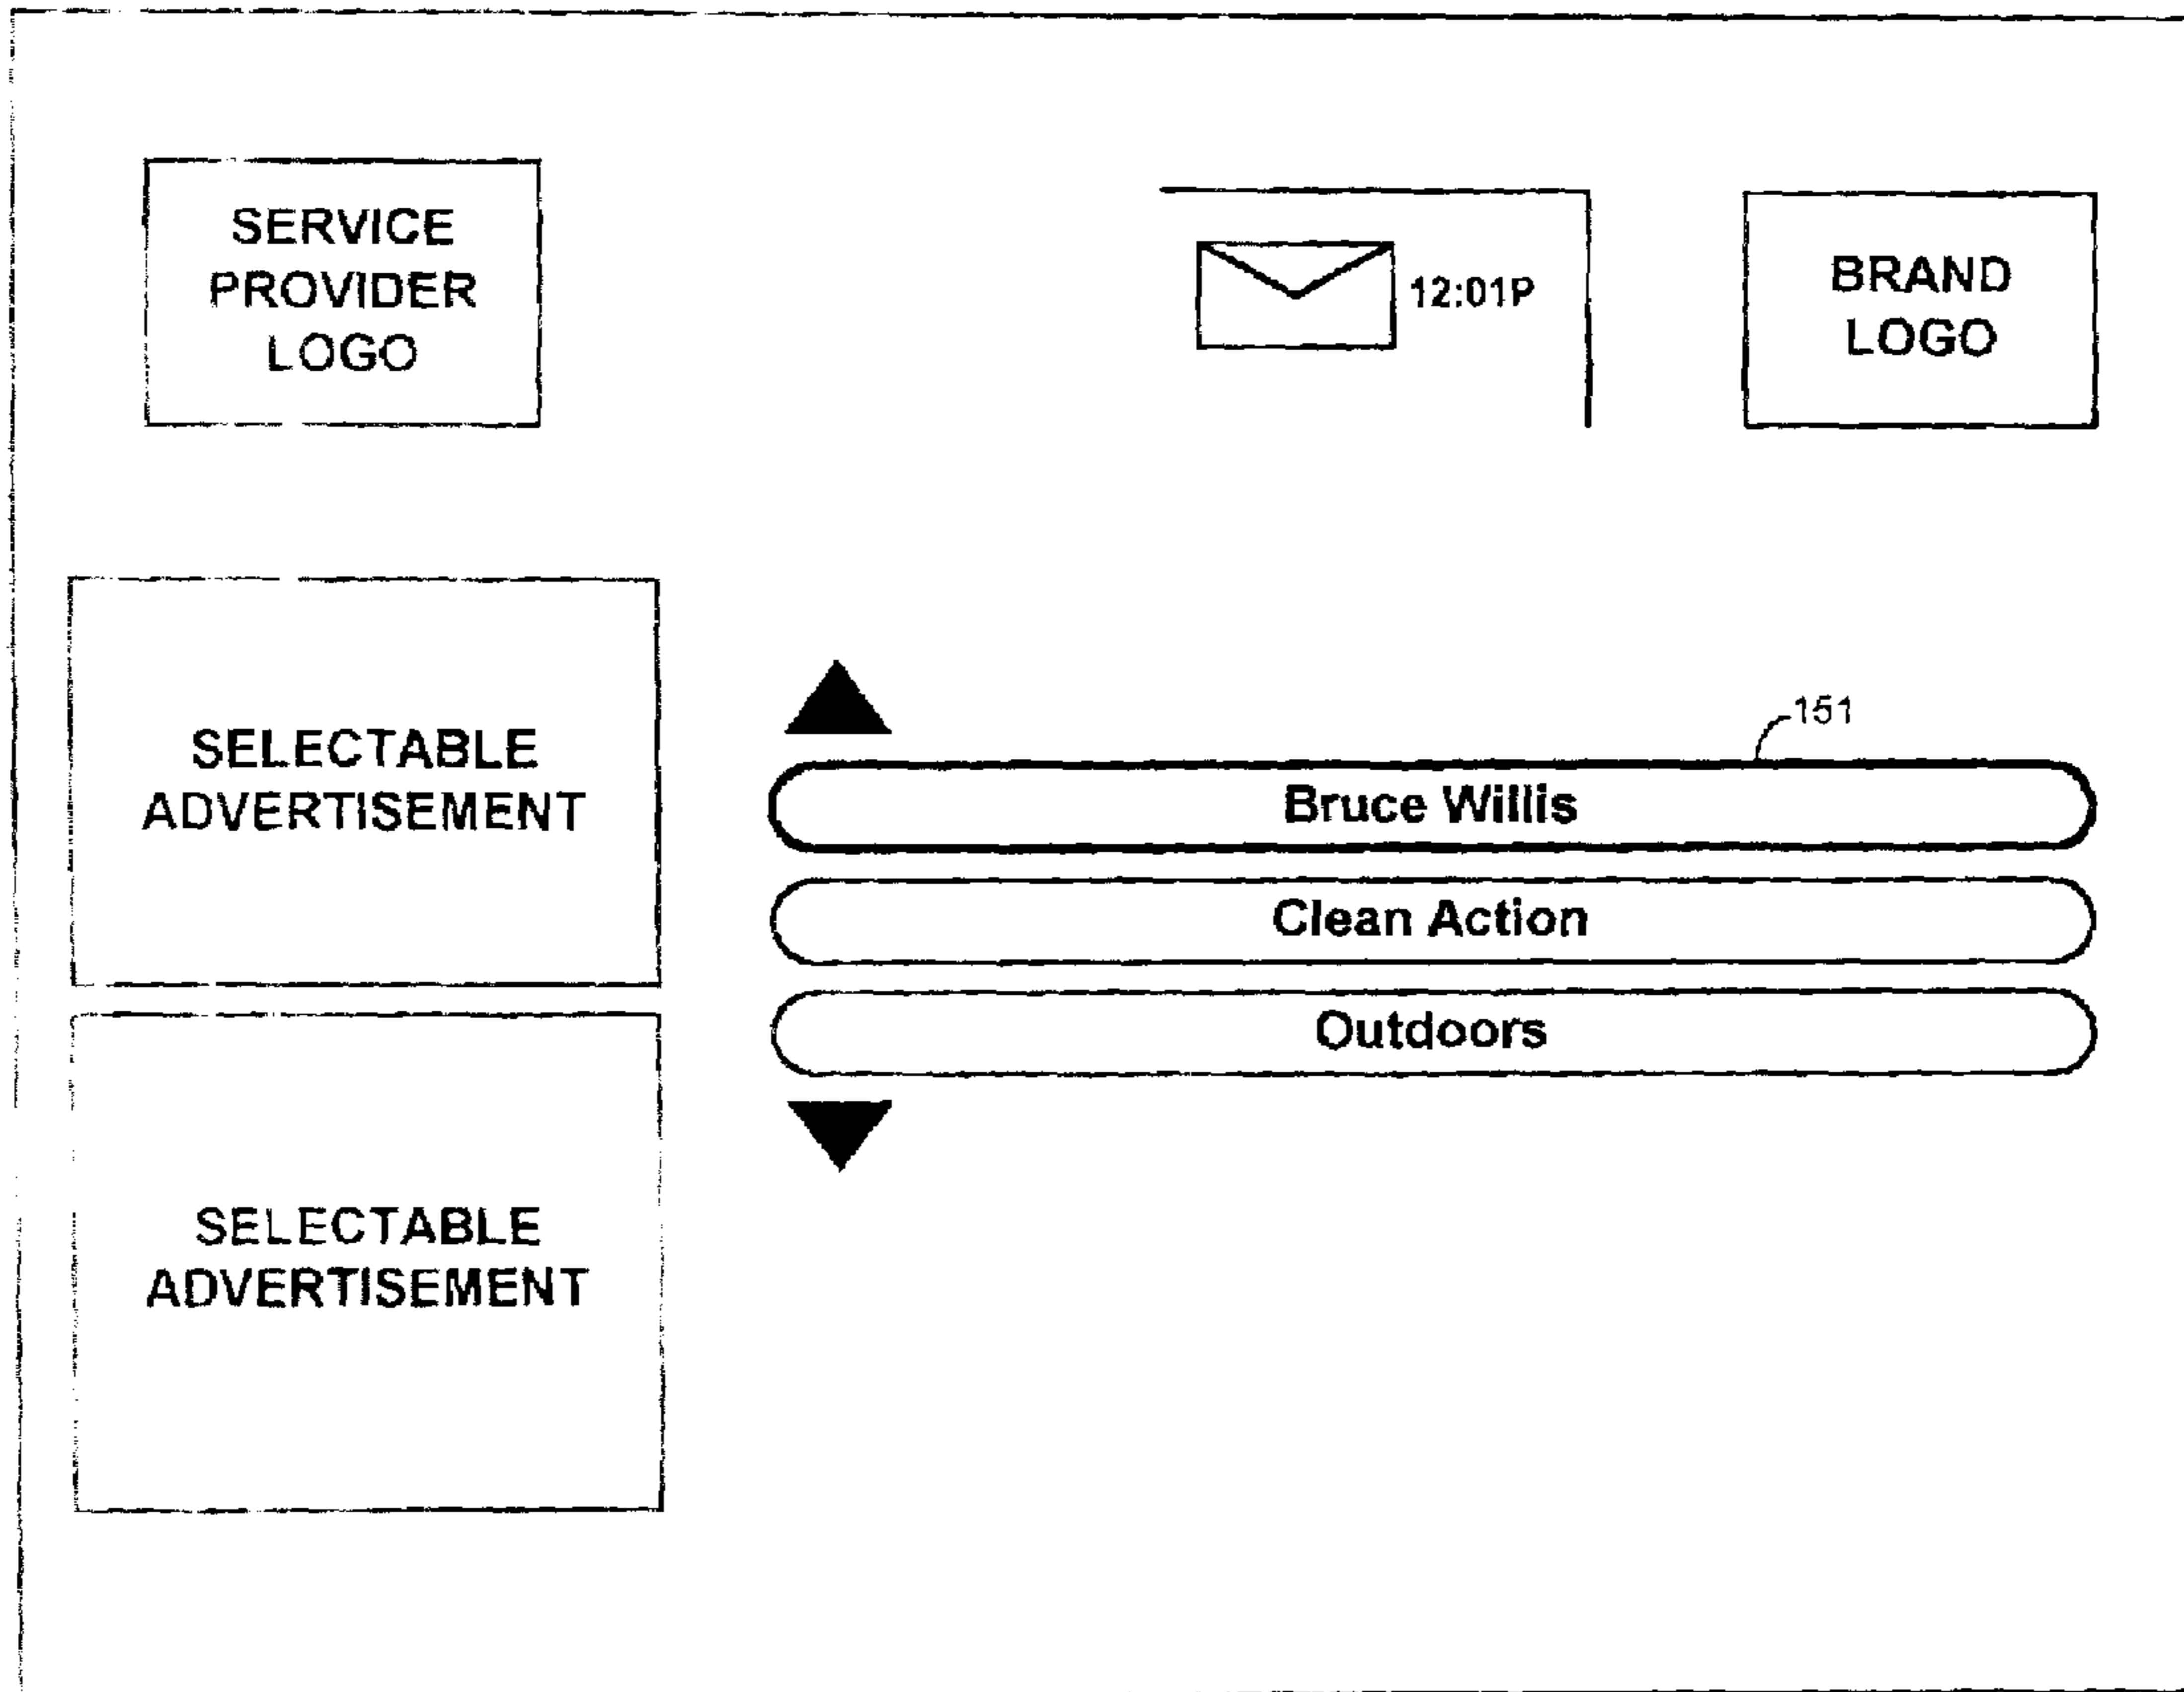 SERVICE
PROVIDER
LOGO
12:01P
BRAND
LOGO
SELECTABLE
ADVERTISEMENT
151
Bruce Willis
Clean Action
Outdoors
SELECTABLE
ADVERTISEMENT